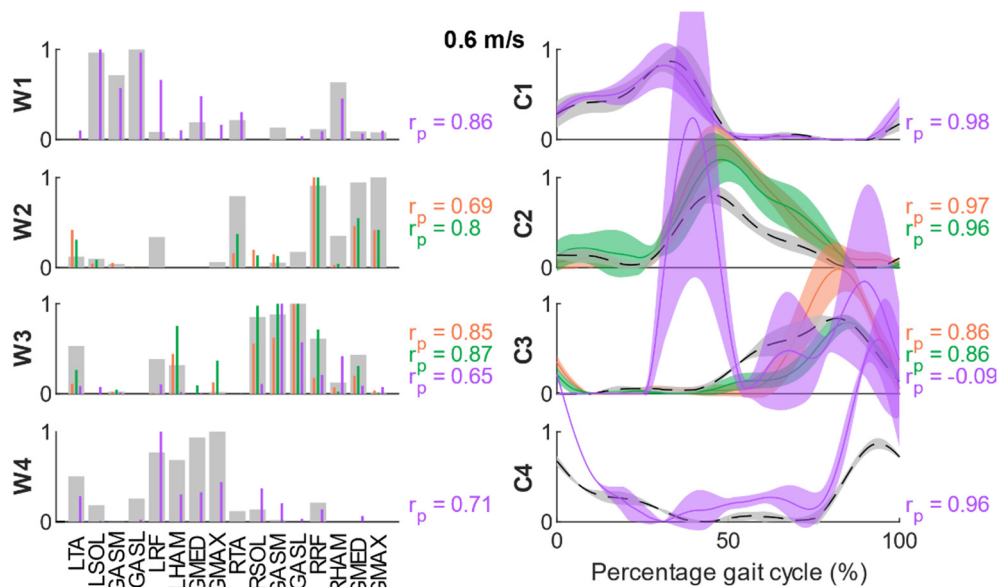 0.6 m/s
W1
1
0
r_p = 0.86
C1
1
0
r_p = 0.98
W2
1
0
r_p = 0.69
r_p = 0.8
C2
1
0
r_p = 0.97
r_p = 0.96
W3
1
0
r_p = 0.85
r_p = 0.87
r_p = 0.65
C3
1
0
r_p = 0.86
r_p = 0.86
r_p = -0.09
W4
1
0
r_p = 0.71
C4
1
0
r_p = 0.96
LTA LSOL GASM GASL LRF LHAM GMED GMAX RTA RSOL GASM GASL RRF RHAM GMED GMAX
0 50 100
Percentage gait cycle (%)